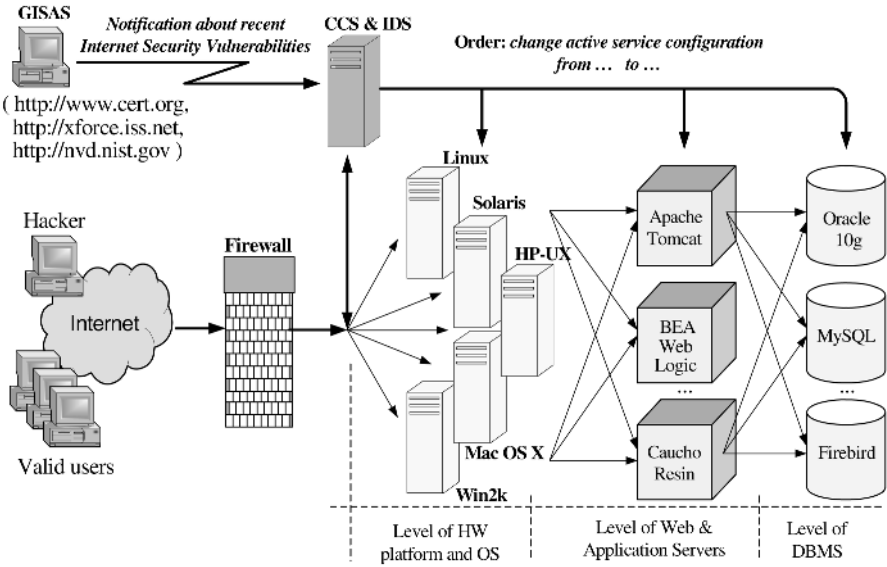 GISAS
Notification about recent
Internet Security Vulnerabilities
CCS & IDS
Order: change active service configuration
from ... to ...
( http://www.cert.org,
http://xforce.iss.net,
http://nvd.nist.gov )
Linux
Solaris
HP-UX
Mac OS X
Win2k
Hacker
Internet
Valid users
Firewall
Apache
Tomcat
BEA
Web
Logic
...
Caucho
Resin
Oracle
10g
MySQL
...
Firebird
Level of HW
platform and OS
Level of Web &
Application Servers
Level of
DBMS